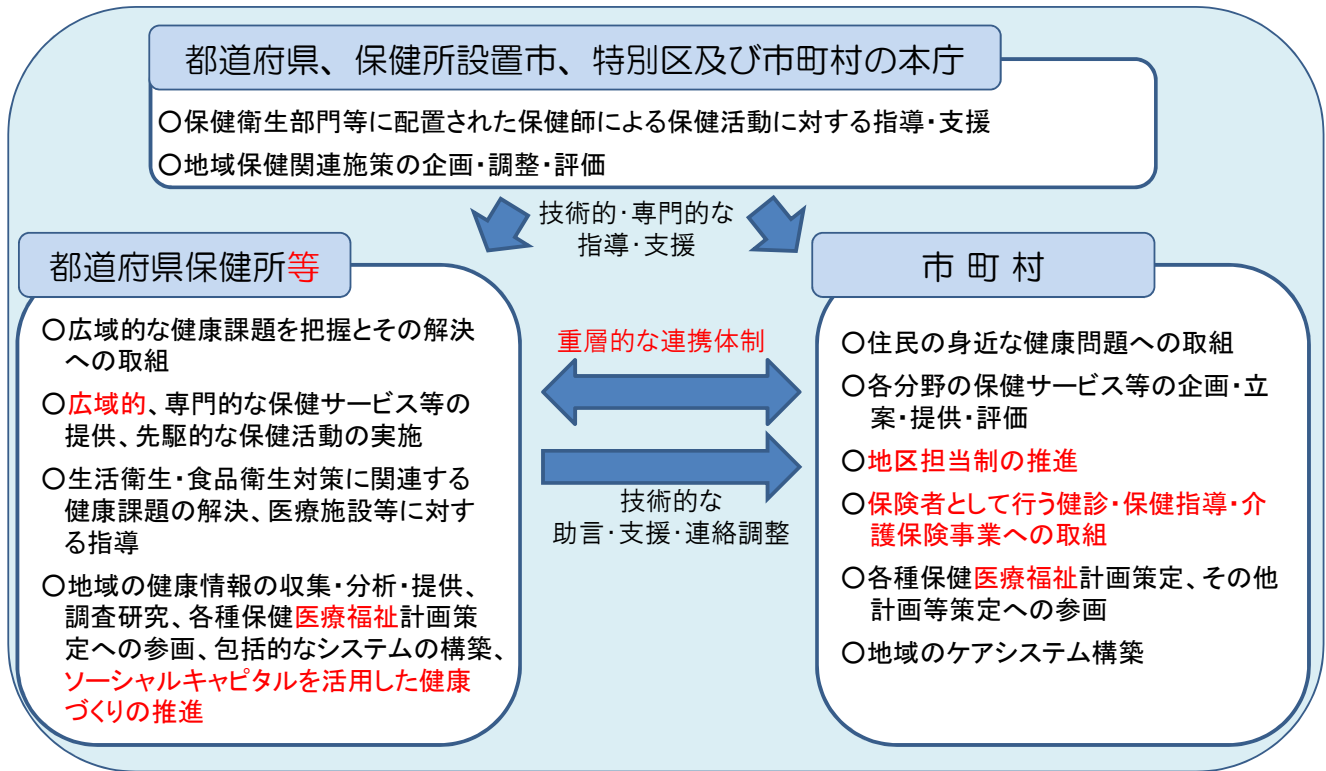 都道府県、保健所設置市、特別区及び市町村の本庁
○保健衛生部門等に配置された保健師による保健活動に対する指導・支援
○地域保健関連施策の企画・調整・評価
技術的・専門的な
指導・支援
都道府県保健所等
○広域的な健康課題を把握とその解決
への取組
○広域的、専門的な保健サービス等の
提供、先駆的な保健活動の実施
○生活衛生・食品衛生対策に関連する
健康課題の解決、医療施設等に対す
る指導
○地域の健康情報の収集・分析・提供、
調査研究、各種保健医療福祉計画策
定への参画、包括的なシステムの構築、
ソーシャルキャピタルを活用した健康
づくりの推進
重層的な連携体制
技術的な
助言・支援・連絡調整
市町村
○住民の身近な健康問題への取組
○各分野の保健サービス等の企画・立
案・提供・評価
○地区担当制の推進
○保険者として行う健診・保健指導・介
護保険事業への取組
○各種保健医療福祉計画策定、その他
計画等策定への参画
○地域のケアシステム構築